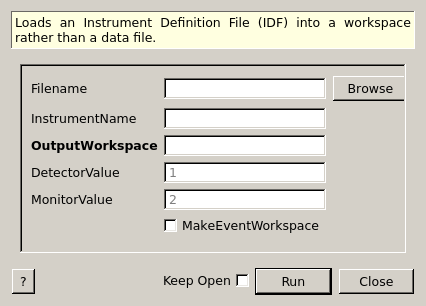 Loads an Instrument Definition File (IDF) into a workspace
rather than a data file.
Filename
Browse
InstrumentName
OutputWorkspace
DetectorValue 1
MonitorValue 2
MakeEventWorkspace
? Keep Open Run Close